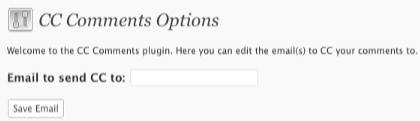 CC Comments Options
Welcome to the CC Comments plugin. Here you can edit the email(s) to CC your comments to.
Email to send CC to:
Save Email